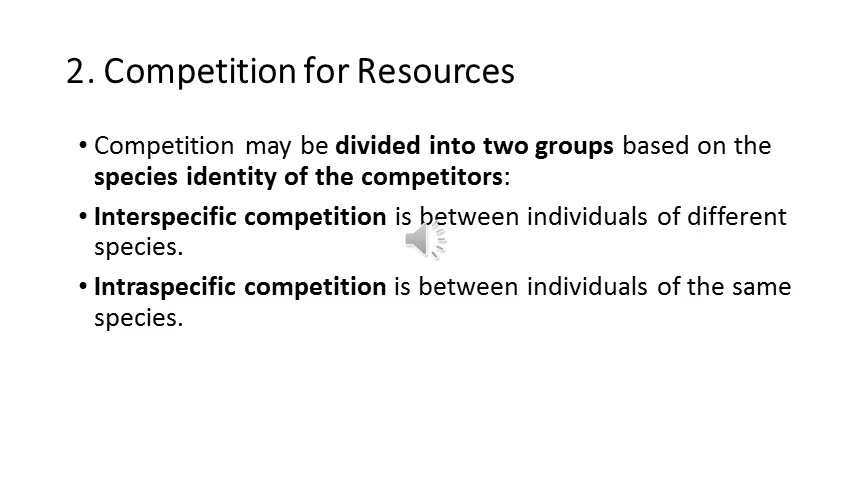 2. Competition for Resources
• Competition may be divided into two groups based on the
species identity of the competitors:
• Interspecific competition is between individuals of different
species.
• Intraspecific competition is between individuals of the same
species.